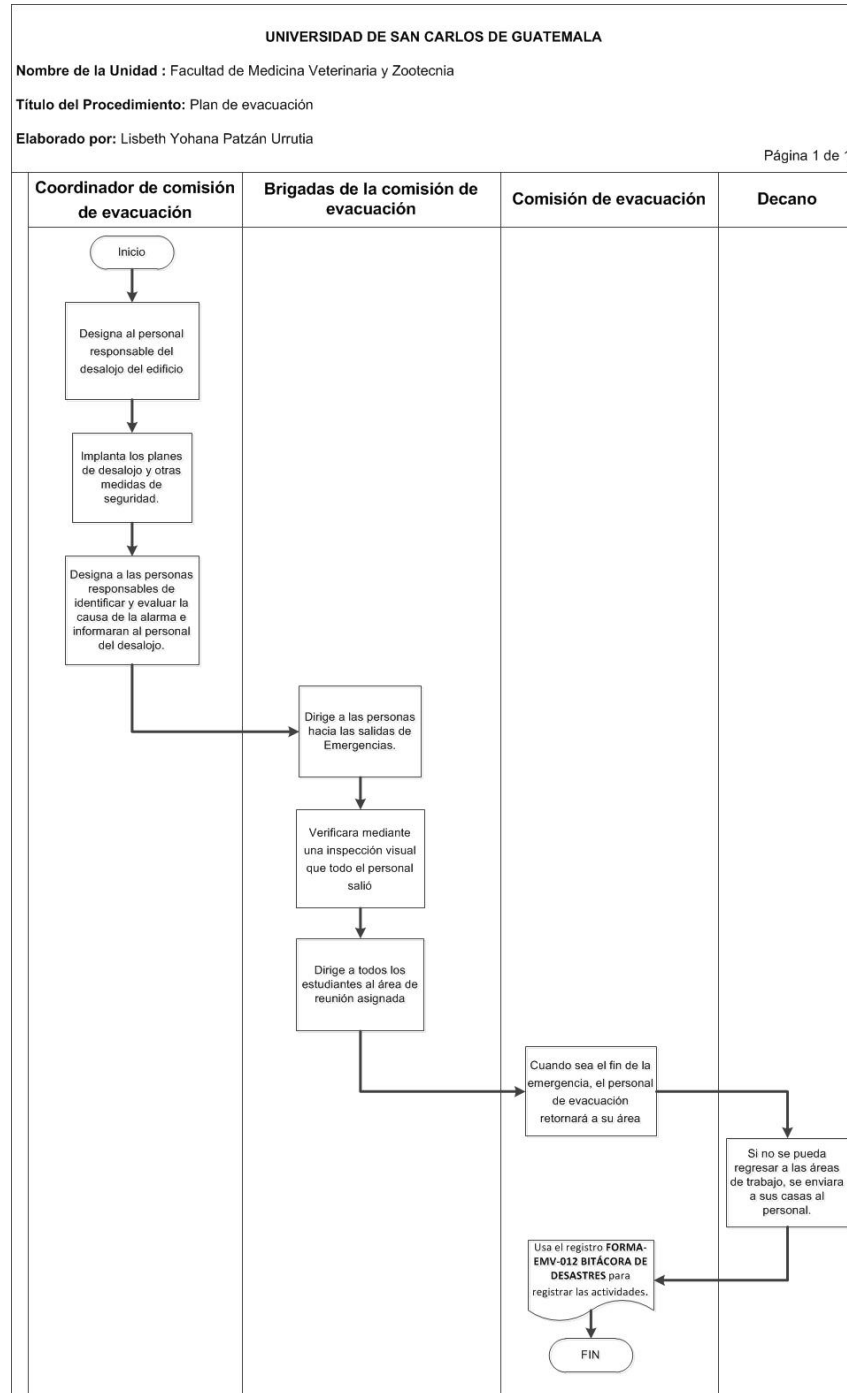 UNIVERSIDAD DE SAN CARLOS DE GUATEMALA
Nombre de la Unidad : Facultad de Medicina Veterinaria y Zootecnia
Título del Procedimiento: Plan de evacuación
Elaborado por: Lisbeth Yohana Patzán Urrutia
Página 1 de 1
Coordinador de comisión
de evacuación
Brigadas de la comisión de
evacuación
Comisión de evacuación
Decano
Inicio
Designa al personal
responsable del
desalojo del edificio
Implanta los planes
de desalojo y otras
medidas de
seguridad.
Designa a las personas
responsables de
identificar y evaluar la
causa de la alarma e
informaran al personal
del desalojo.
Dirige a las personas
hacia las salidas de
Emergencias.
Verificara mediante
una inspección visual
que todo el personal
salió
Dirige a todos los
estudiantes al área de
reunión asignada
Cuando sea el fin de la
emergencia, el personal
de evacuación
retornará a su área
Si no se pueda
regresar a las áreas
de trabajo, se enviara
a sus casas al
personal.
Usa el registro FORMA-
EMV-012 BITÁCORA DE
DESASTRES para
registrar las actividades.
FIN